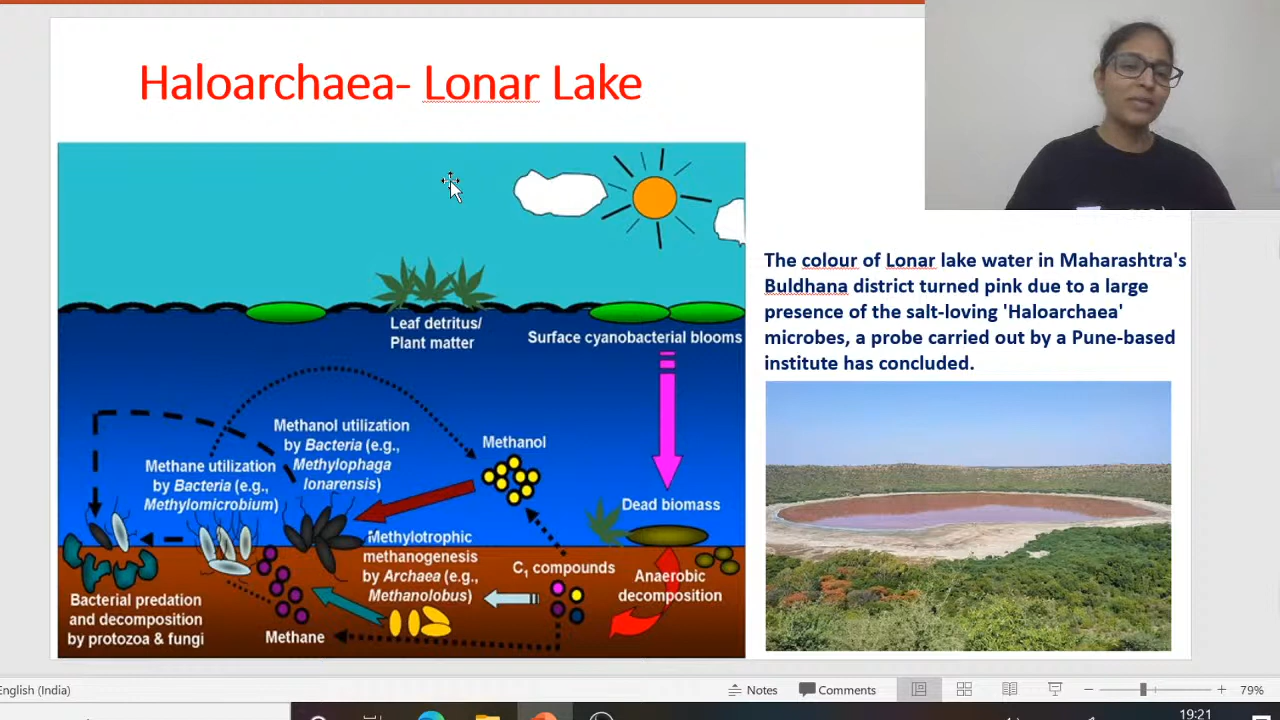 Haloarchaea- Lonar Lake
The colour of Lonar lake water in Maharashtra's
Buldhana district turned pink due to a large
presence of the salt-loving 'Haloarchaea'
microbes, a probe carried out by a Pune-based
institute has concluded.
Leaf detritus/
Plant matter
Surface cyanobacterial blooms
Methanol utilization
by Bacteria (e.g.,
Methylophaga
lonarensis)
Methanol
Methane utilization
by Bacteria (e.g.,
Methylomicrobium)
Dead biomass
Methylotrophic
methanogenesis
by Archaea (e.g.,
Methanolobus)
C₁ compounds
Anaerobic
decomposition
Bacterial predation
and decomposition
by protozoa & fungi
Methane
English (India)
Notes
Comments
79%
19:21